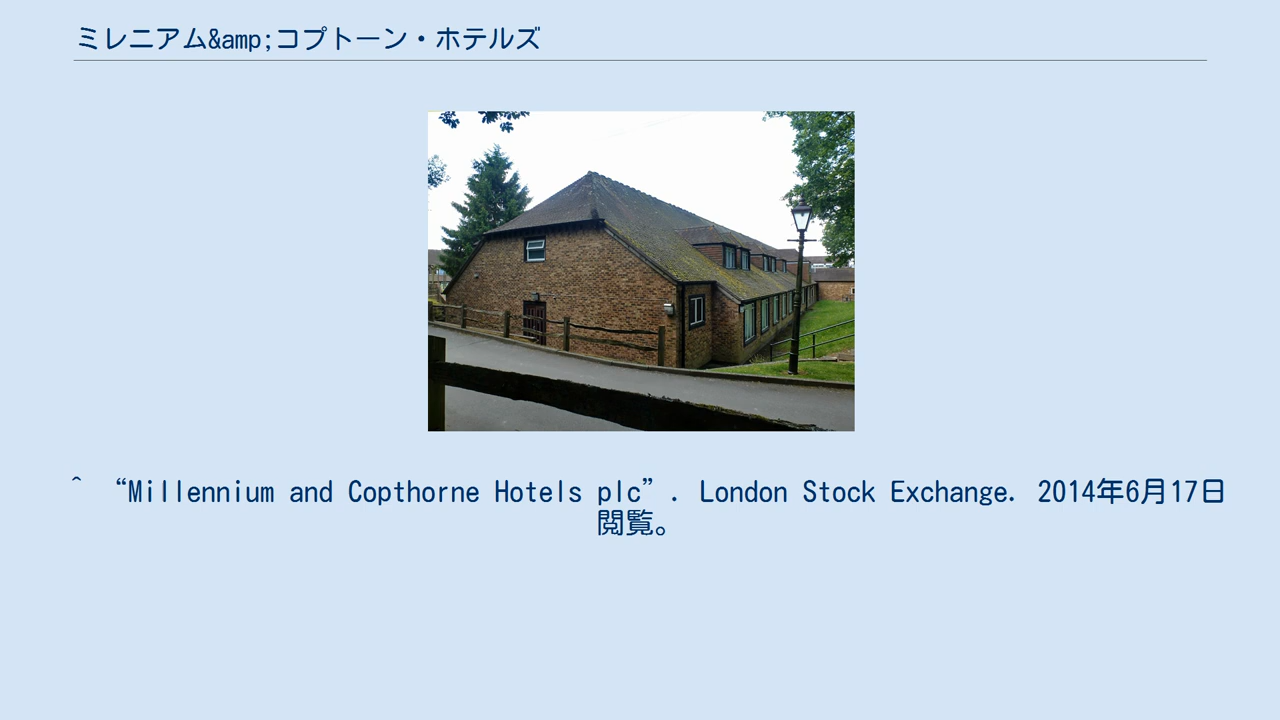 ミレニアム&amp;コプトーン・ホテルズ
^ “Millennium and Copthorne Hotels plc”. London Stock Exchange. 2014年6月17日
閲覧。